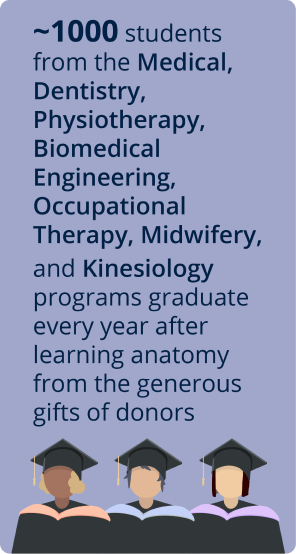 ~1000 students
from the Medical,
Dentistry,
Physiotherapy,
Biomedical
Engineering,
Occupational
Therapy, Midwifery,
and Kinesiology
programs graduate
every year after
learning anatomy
from the generous
gifts of donors